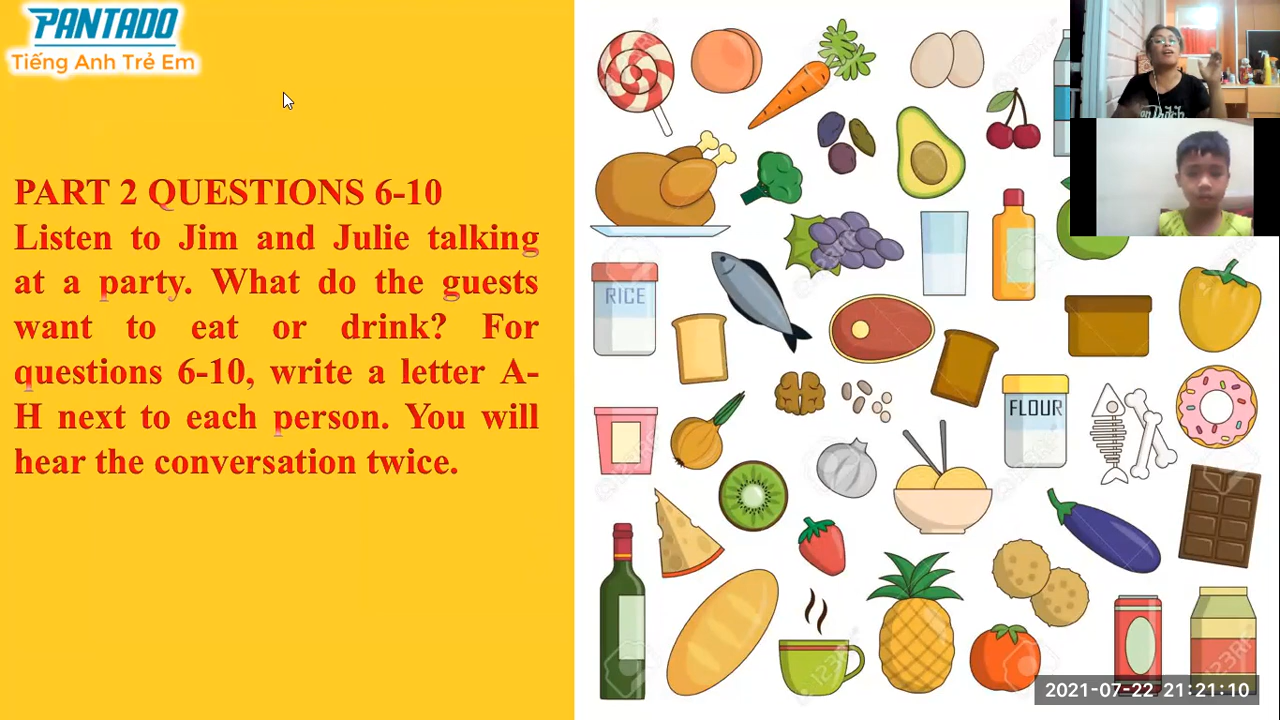 PANTADO
Tiếng Anh Trẻ Em
PART 2 QUESTIONS 6-10
Listen to Jim and Julie talking
at a party. What do the guests
want to eat or drink? For
questions 6-10, write a letter A-
H next to each person. You will
hear the conversation twice.
RICE
FLOUR
2021-07-22 21:21:10